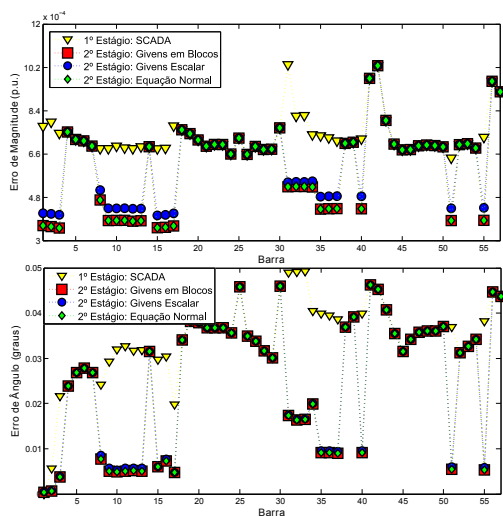 x 10⁻⁴
10.2
8.4
6.6
4.8
3
Erro de Magnitude (p.u.)
1º Estágio: SCADA
2º Estágio: Givens em Blocos
2º Estágio: Givens Escalar
2º Estágio: Equação Normal
5 10 15 20 25 30 35 40 45 50 55
Barra
0.05
0.04
0.03
0.02
0.01
Erro de Ângulo (graus)
1º Estágio: SCADA
2º Estágio: Givens em Blocos
2º Estágio: Givens Escalar
2º Estágio: Equação Normal
5 10 15 20 25 30 35 40 45 50 55
Barra